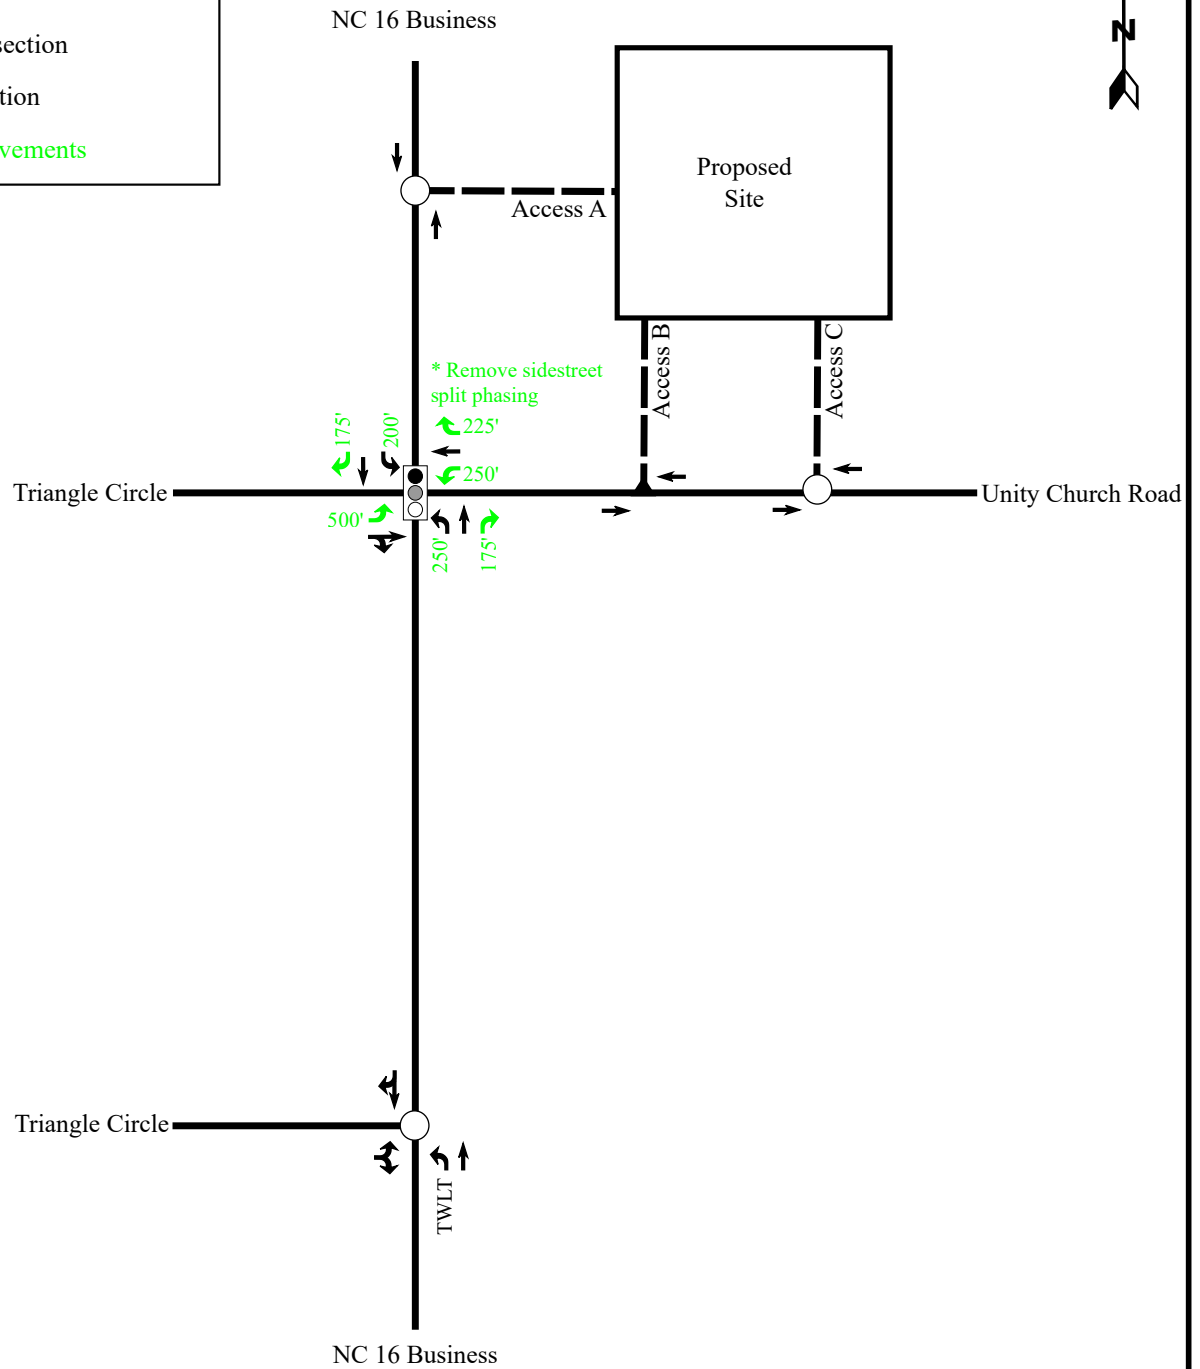 NC 16 Business
section
tion
vements
N
Proposed
Site
Access A
Access B
Access C
* Remove sidestreet
split phasing
175'
200'
225'
250'
Triangle Circle
Unity Church Road
500'
250'
175'
Triangle Circle
TWLT
NC 16 Business